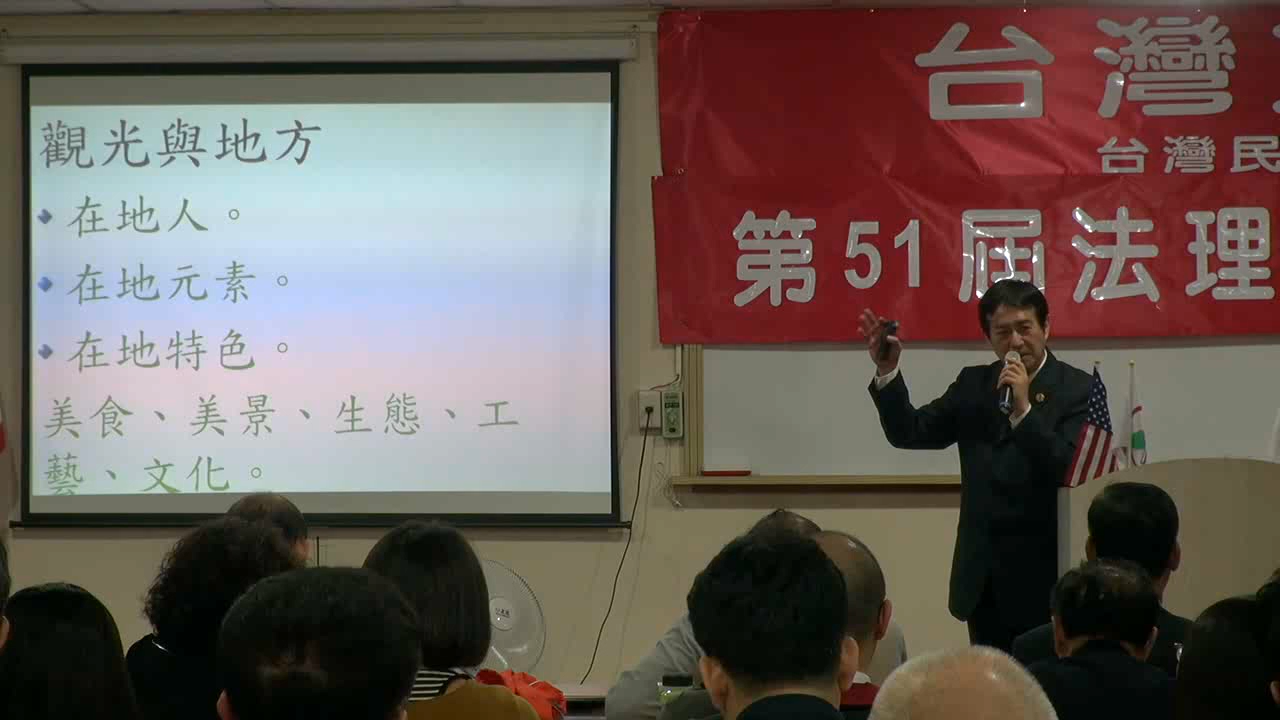 觀光與地方
在地人。
在地元素。
在地特色。
美食、美景、生態、工
藝、文化。
台灣
台灣民
第51屆法理